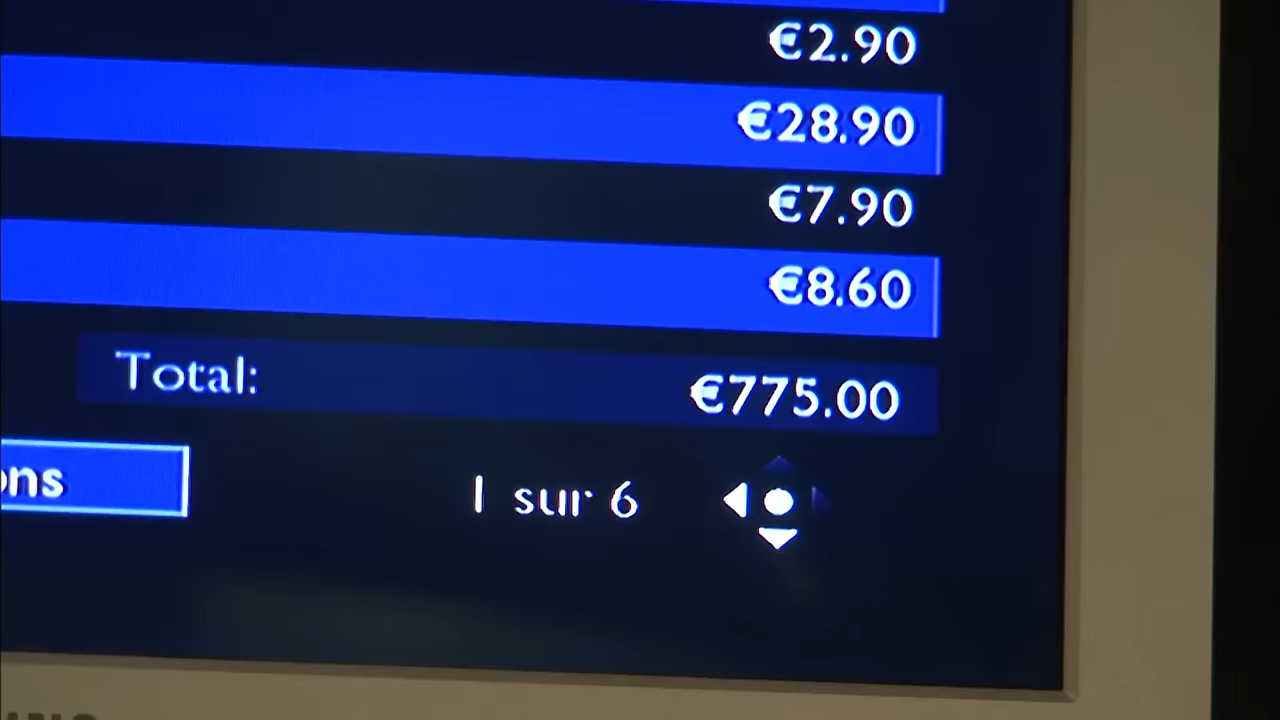 €2.90
€28.90
€7.90
€8.60
Total: €775.00
ons 1 sur 6